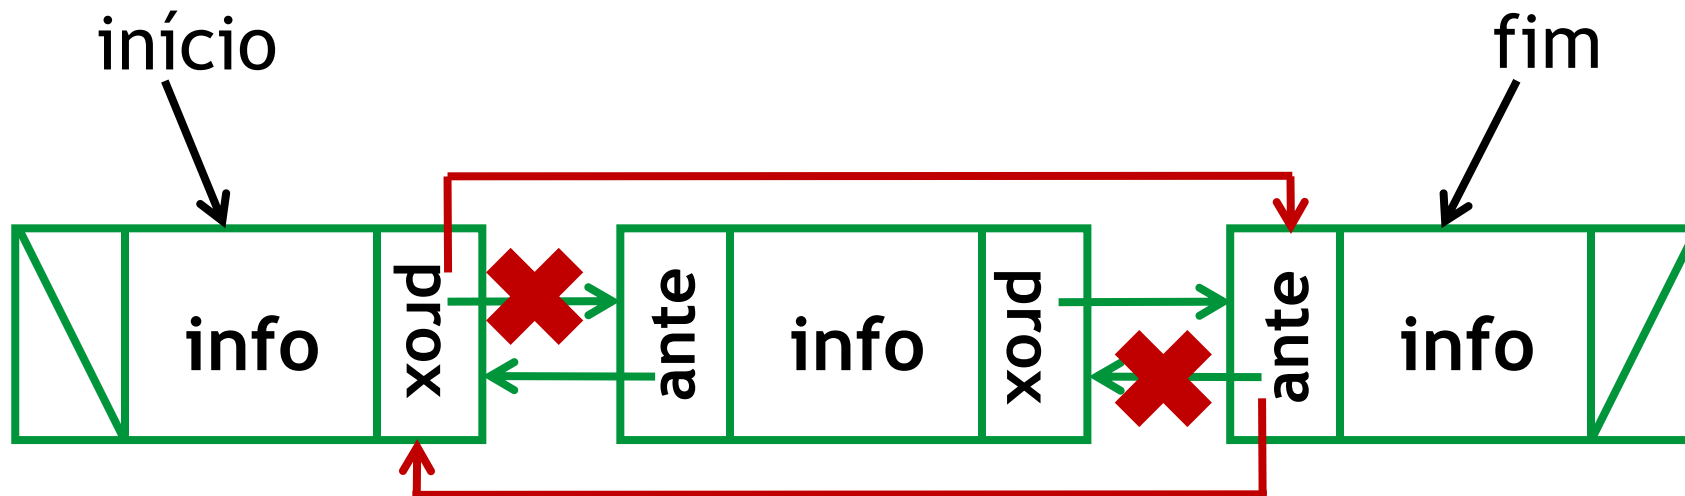 início
fim
info
prox
ante
info
prox
ante
info